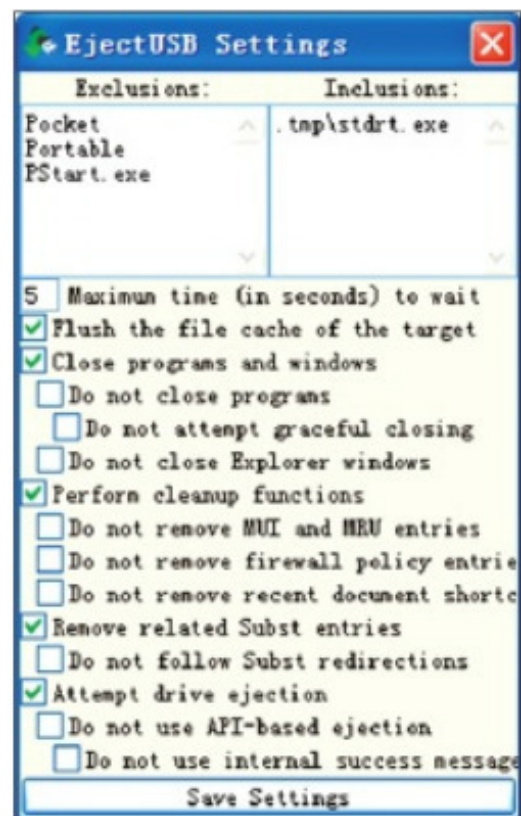 EjectUSB Settings
Exclusions:
Inclusions:
Pocket
Portable
PStart.exe
.tmp\stdrt.exe
5 Maximum time (in seconds) to wait
Flush the file cache of the target
Close programs and windows
Do not close programs
Do not attempt graceful closing
Do not close Explorer windows
Perform cleanup functions
Do not remove MUI and MRU entries
Do not remove firewall policy entrie
Do not remove recent document shortc
Remove related Subst entries
Do not follow Subst redirections
Attempt drive ejection
Do not use API-based ejection
Do not use internal success message
Save Settings